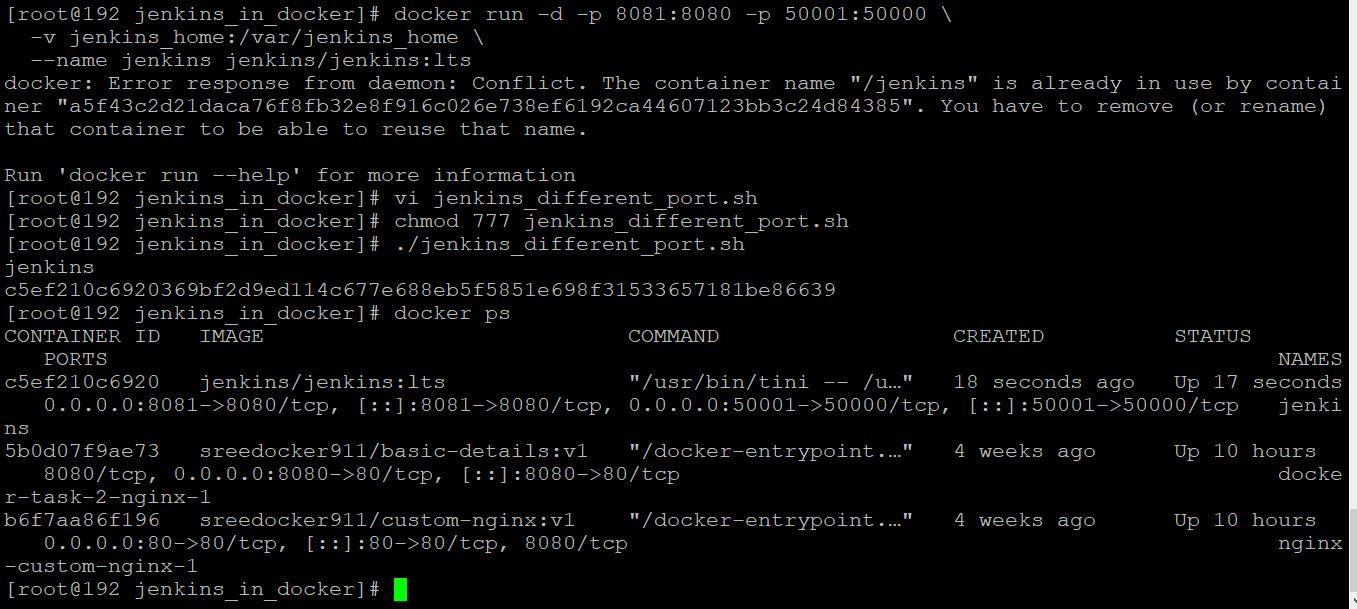 [root@192 jenkins_in_docker]# docker run -d -p 8081:8080 -p 50001:50000 \
  -v jenkins_home:/var/jenkins_home \
  --name jenkins jenkins/jenkins:lts
docker: Error response from daemon: Conflict. The container name "/jenkins" is already in use by contai
ner "a5f43c2d21daca76f8fb32e8f916c026e738ef6192ca44607123bb3c24d84385". You have to remove (or rename)
that container to be able to reuse that name.

Run 'docker run --help' for more information
[root@192 jenkins_in_docker]# vi jenkins_different_port.sh
[root@192 jenkins_in_docker]# chmod 777 jenkins_different_port.sh
[root@192 jenkins_in_docker]# ./jenkins_different_port.sh
jenkins
c5ef210c6920369bf2d9ed114c677e688eb5f5851e698f31533657181be86639
[root@192 jenkins_in_docker]# docker ps
CONTAINER ID   IMAGE                            COMMAND                  CREATED          STATUS
   PORTS                                                                                          NAMES
c5ef210c6920   jenkins/jenkins:lts              "/usr/bin/tini -- /u…"   18 seconds ago   Up 17 seconds
   0.0.0.0:8081->8080/tcp, [::]:8081->8080/tcp, 0.0.0.0:50001->50000/tcp, [::]:50001->50000/tcp   jenki
ns
5b0d07f9ae73   sreedocker911/basic-details:v1   "/docker-entrypoint.…"   4 weeks ago      Up 10 hours
   8080/tcp, 0.0.0.0:8080->80/tcp, [::]:8080->80/tcp                                              docke
r-task-2-nginx-1
b6f7aa86f196   sreedocker911/custom-nginx:v1    "/docker-entrypoint.…"   4 weeks ago      Up 10 hours
   0.0.0.0:80->80/tcp, [::]:80->80/tcp, 8080/tcp                                                  nginx
-custom-nginx-1
[root@192 jenkins_in_docker]#